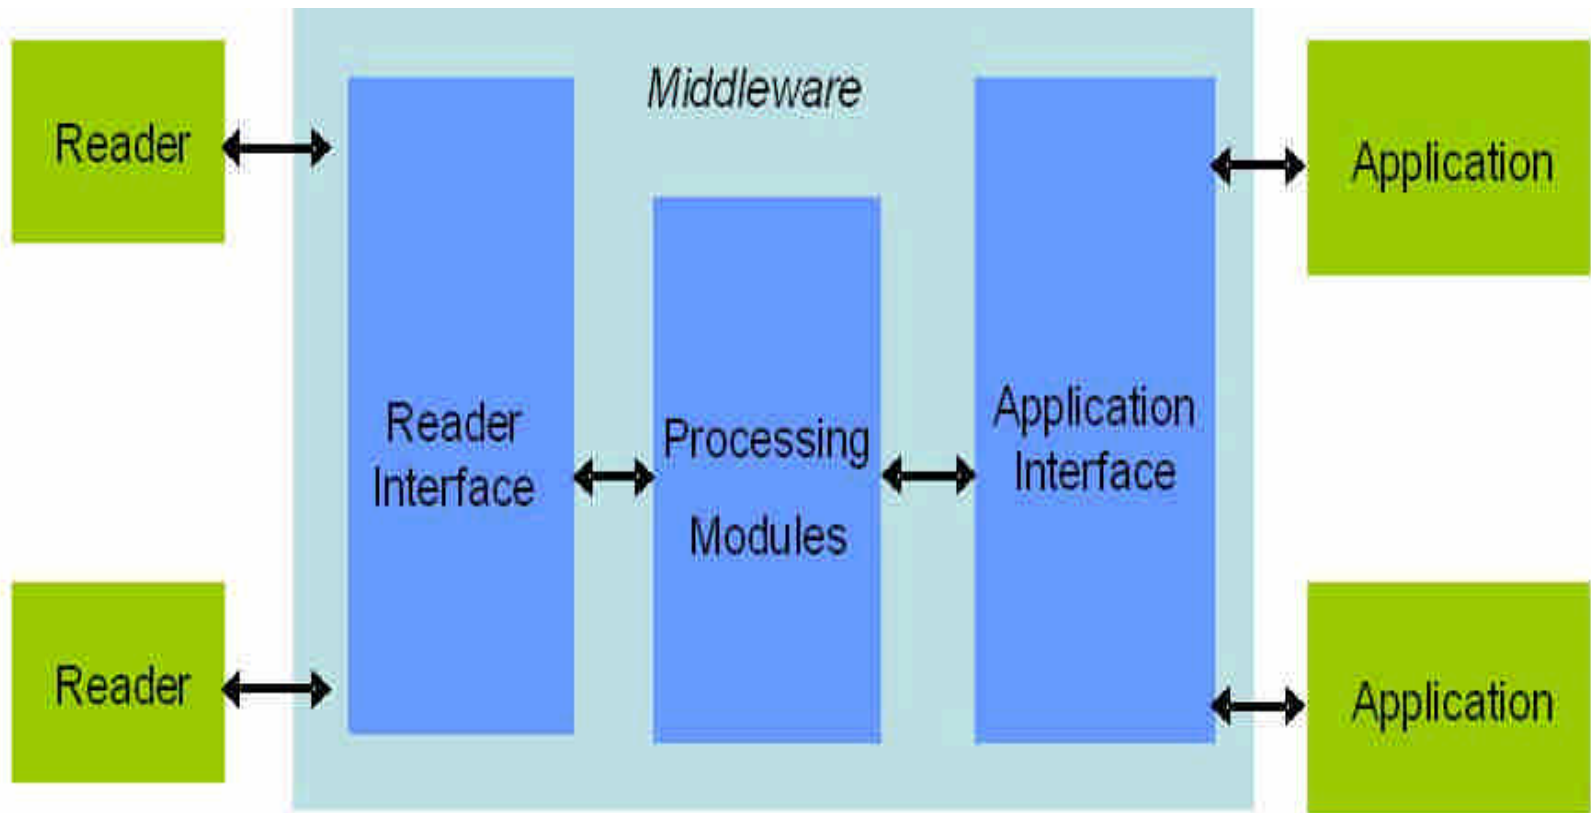 Middleware
Reader
Reader
Interface
Processing
Modules
Application
Interface
Application
Reader
Application